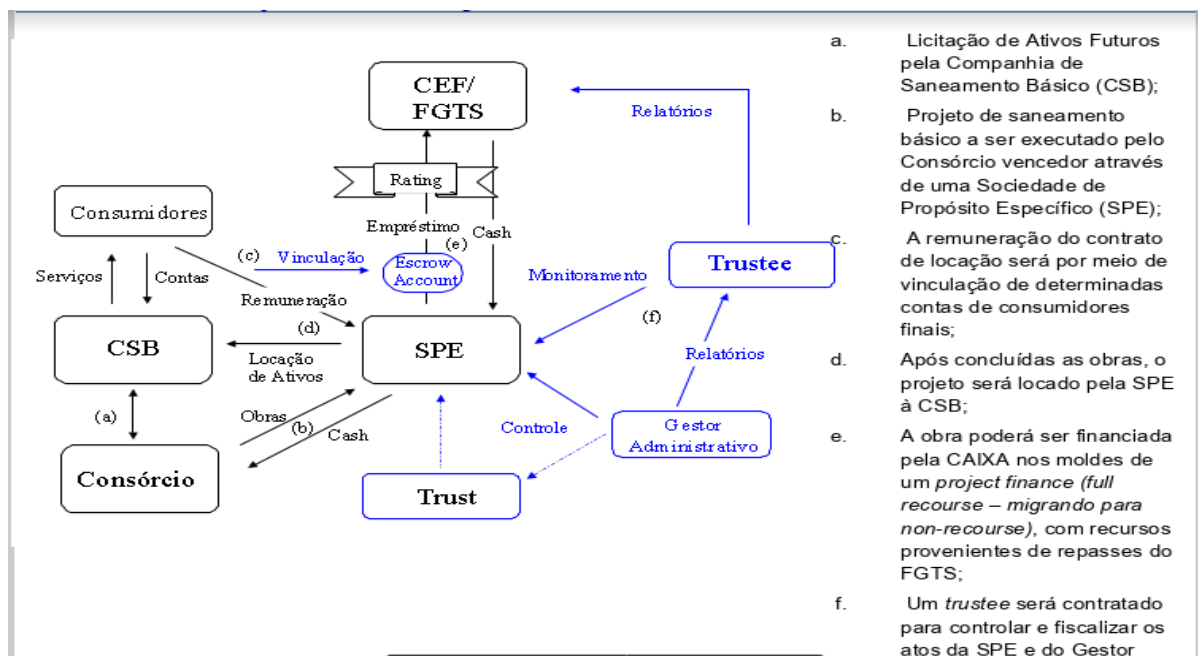 CEF/
FGTS
Relatórios
Rating
Consumidores
Empréstimo
(e)
Cash
(c) Vinculação
Escrow
Account
Trustee
Serviços
Contas
Monitoramento
Remuneração
(f)
(d)
CSB
SPE
Locação
de Ativos
Relatórios
(a)
Obras
(b)
Cash
Controle
Gestor
Administrativo
Consórcio
Trust
a. Licitação de Ativos Futuros
pela Companhia de
Saneamento Básico (CSB);
b. Projeto de saneamento
básico a ser executado pelo
Consórcio vencedor através
de uma Sociedade de
Propósito Específico (SPE);
c. A remuneração do contrato
de locação será por meio de
vinculação de determinadas
contas de consumidores
finais;
d. Após concluídas as obras, o
projeto será locado pela SPE
à CSB;
e. A obra poderá ser financiada
pela CAIXA nos moldes de
um project finance (full
recourse – migrando para
non-recourse), com recursos
provenientes de repasses do
FGTS;
f. Um trustee será contratado
para controlar e fiscalizar os
atos da SPE e do Gestor